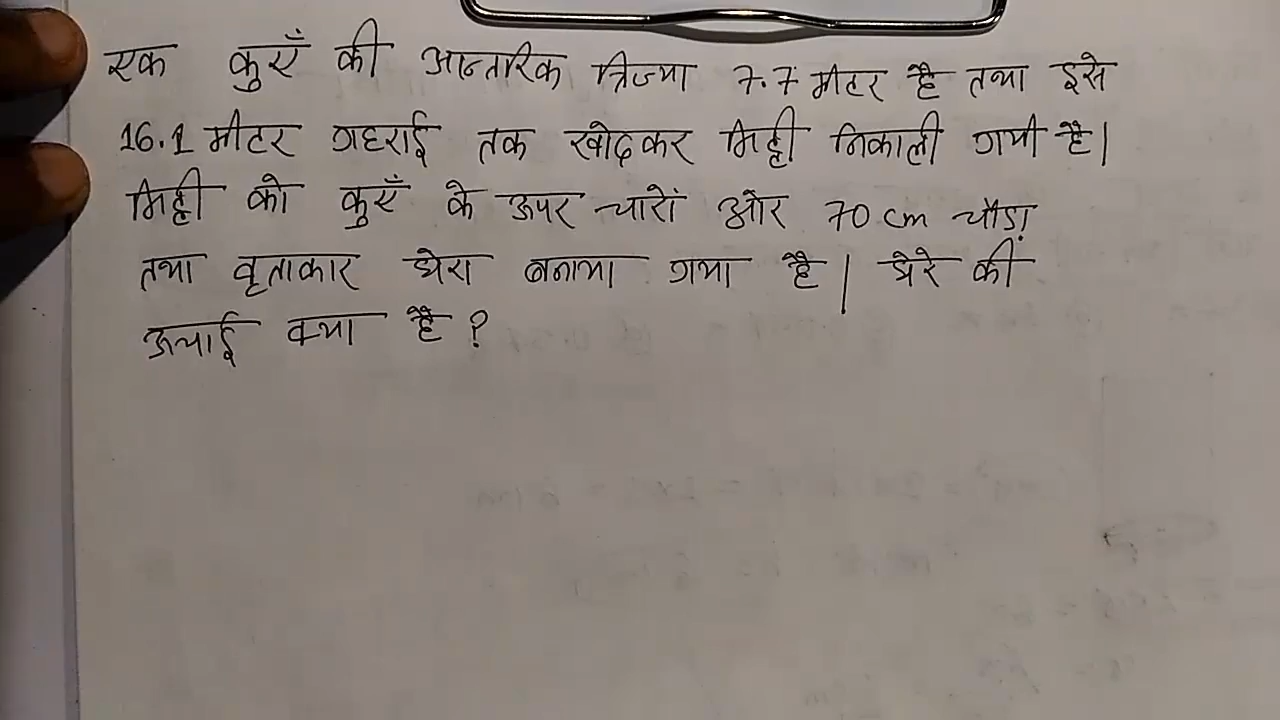 एक कुएँ की आन्तरिक त्रिज्या 7.7 मीटर है तथा इसे
16.1 मीटर गहराई तक खोदकर मिट्टी निकाली गयी है|
मिट्टी को कुएँ के ऊपर चारों ओर 70 cm चौड़ा
तथा वृताकार घेरा बनाया गया है| घेरे की
ऊचाई क्या है ?